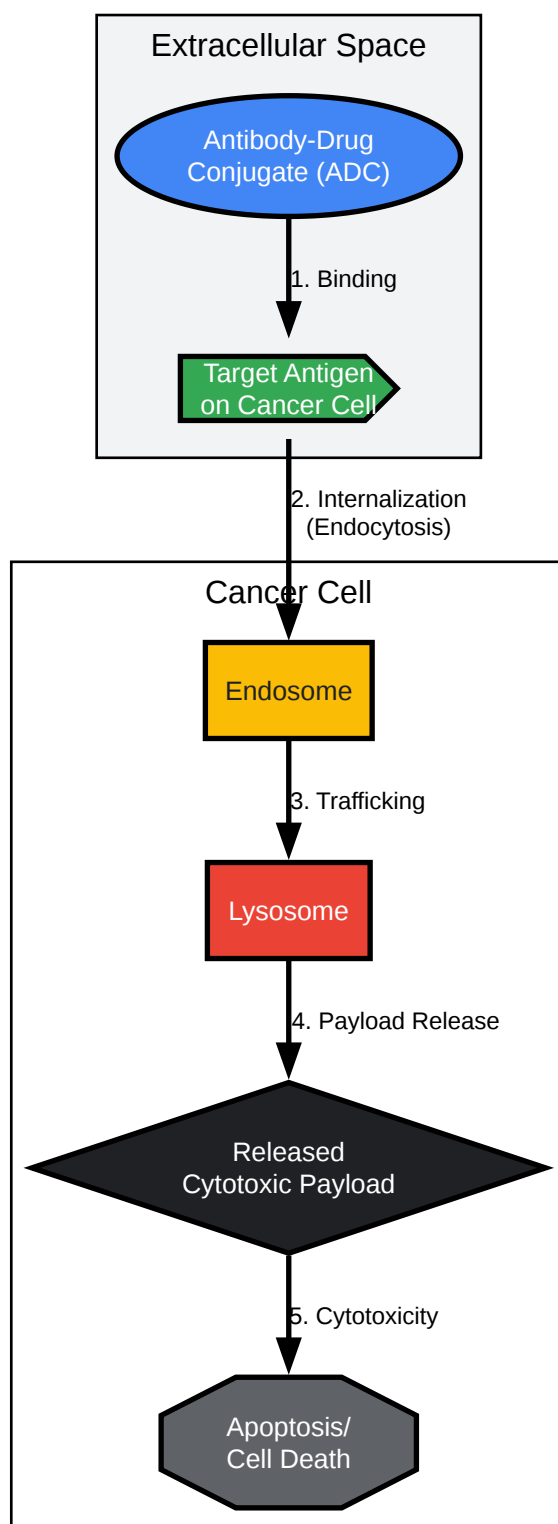 Extracellular Space
Antibody-Drug
Conjugate (ADC)
1. Binding
Target Antigen
on Cancer Cell
2. Internalization
(Endocytosis)
Cancer Cell
Endosome
3. Trafficking
Lysosome
4. Payload Release
Released
Cytotoxic Payload
5. Cytotoxicity
Apoptosis/
Cell Death